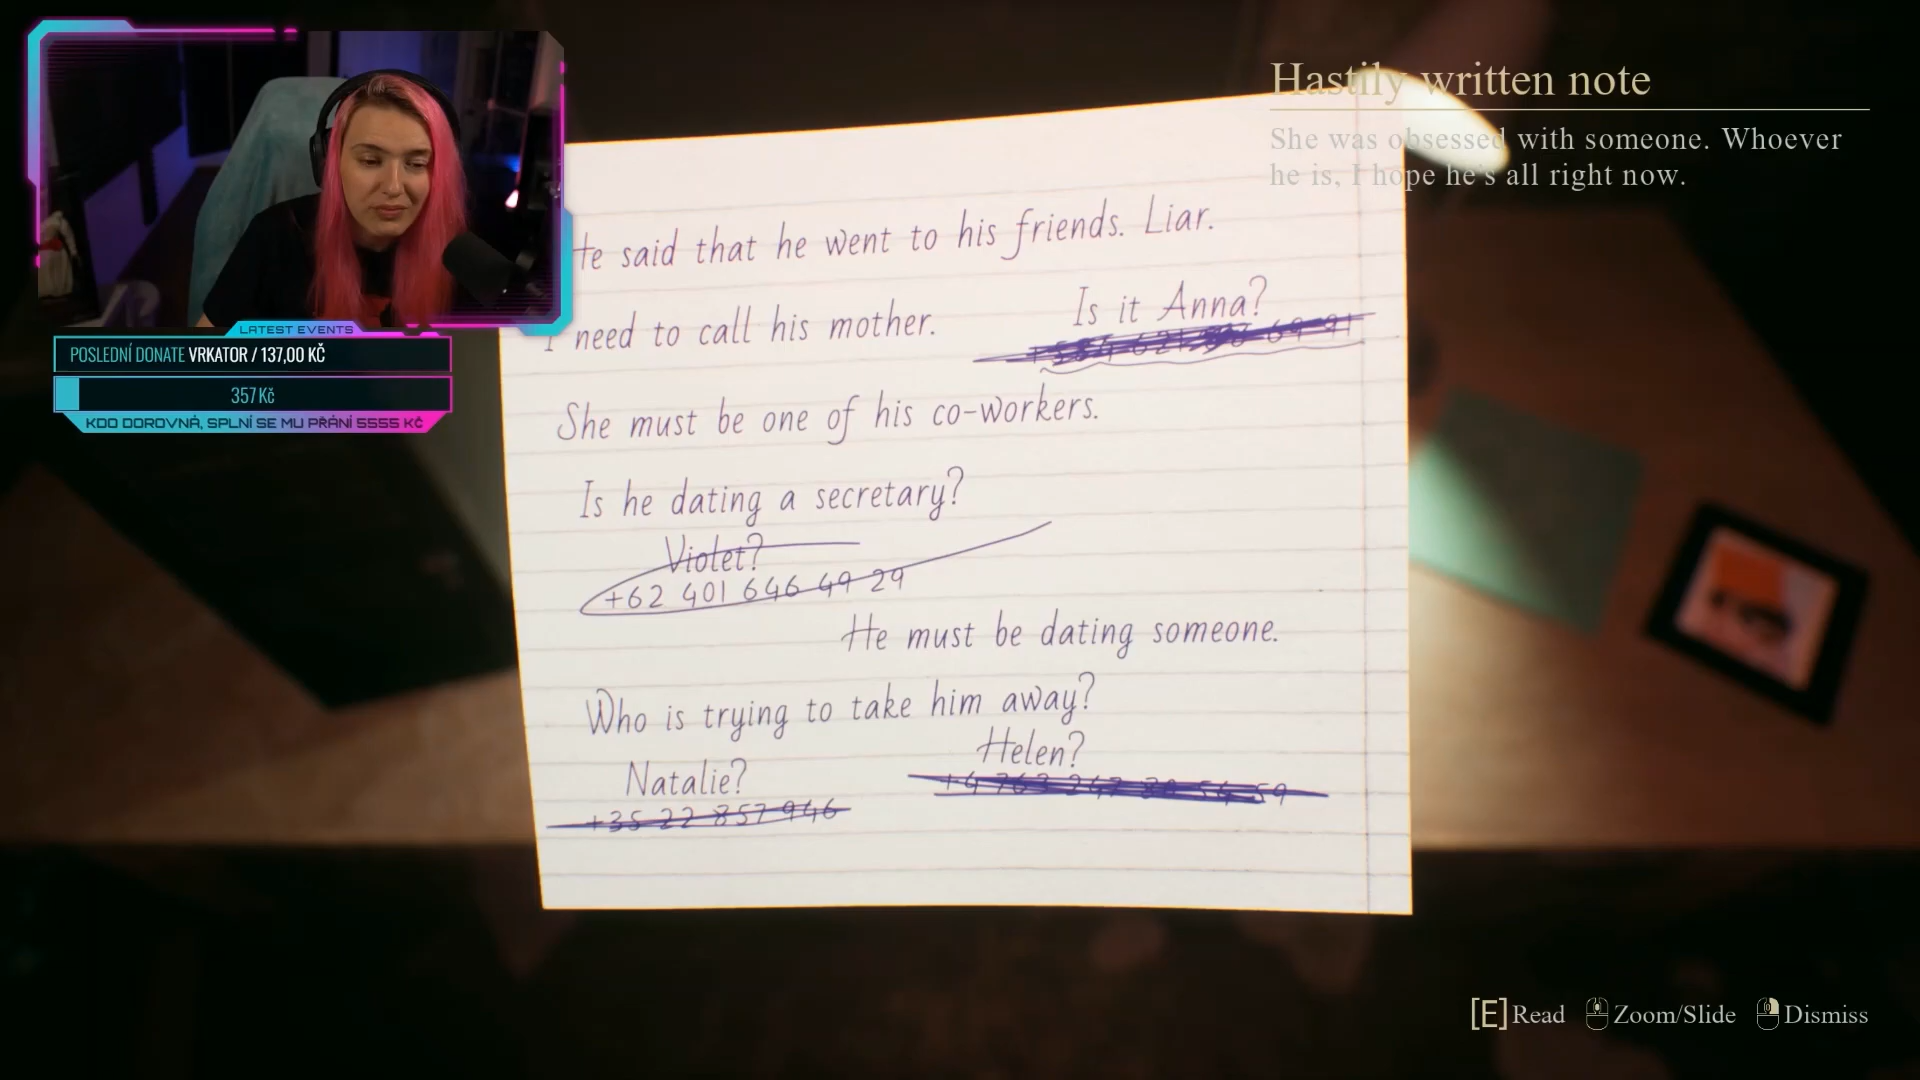 Hastily written note
She was obsessed with someone. Whoever
he is, I hope he's all right now.
He said that he went to his friends. Liar.
I need to call his mother.
Is it Anna?
She must be one of his co-workers.
Is he dating a secretary?
Violet?
+62 401 646 49 29
He must be dating someone.
Who is trying to take him away?
Helen?
Natalie?
+35 22 857 946
LATEST EVENTS
POSLEDNÍ DONATE VRKATOR / 137,00 KČ
357 Kč
KDO DOROVNÁ, SPLNÍ SE MU PŘÁNÍ 5555 KČ
[E] Read Zoom/Slide Dismiss